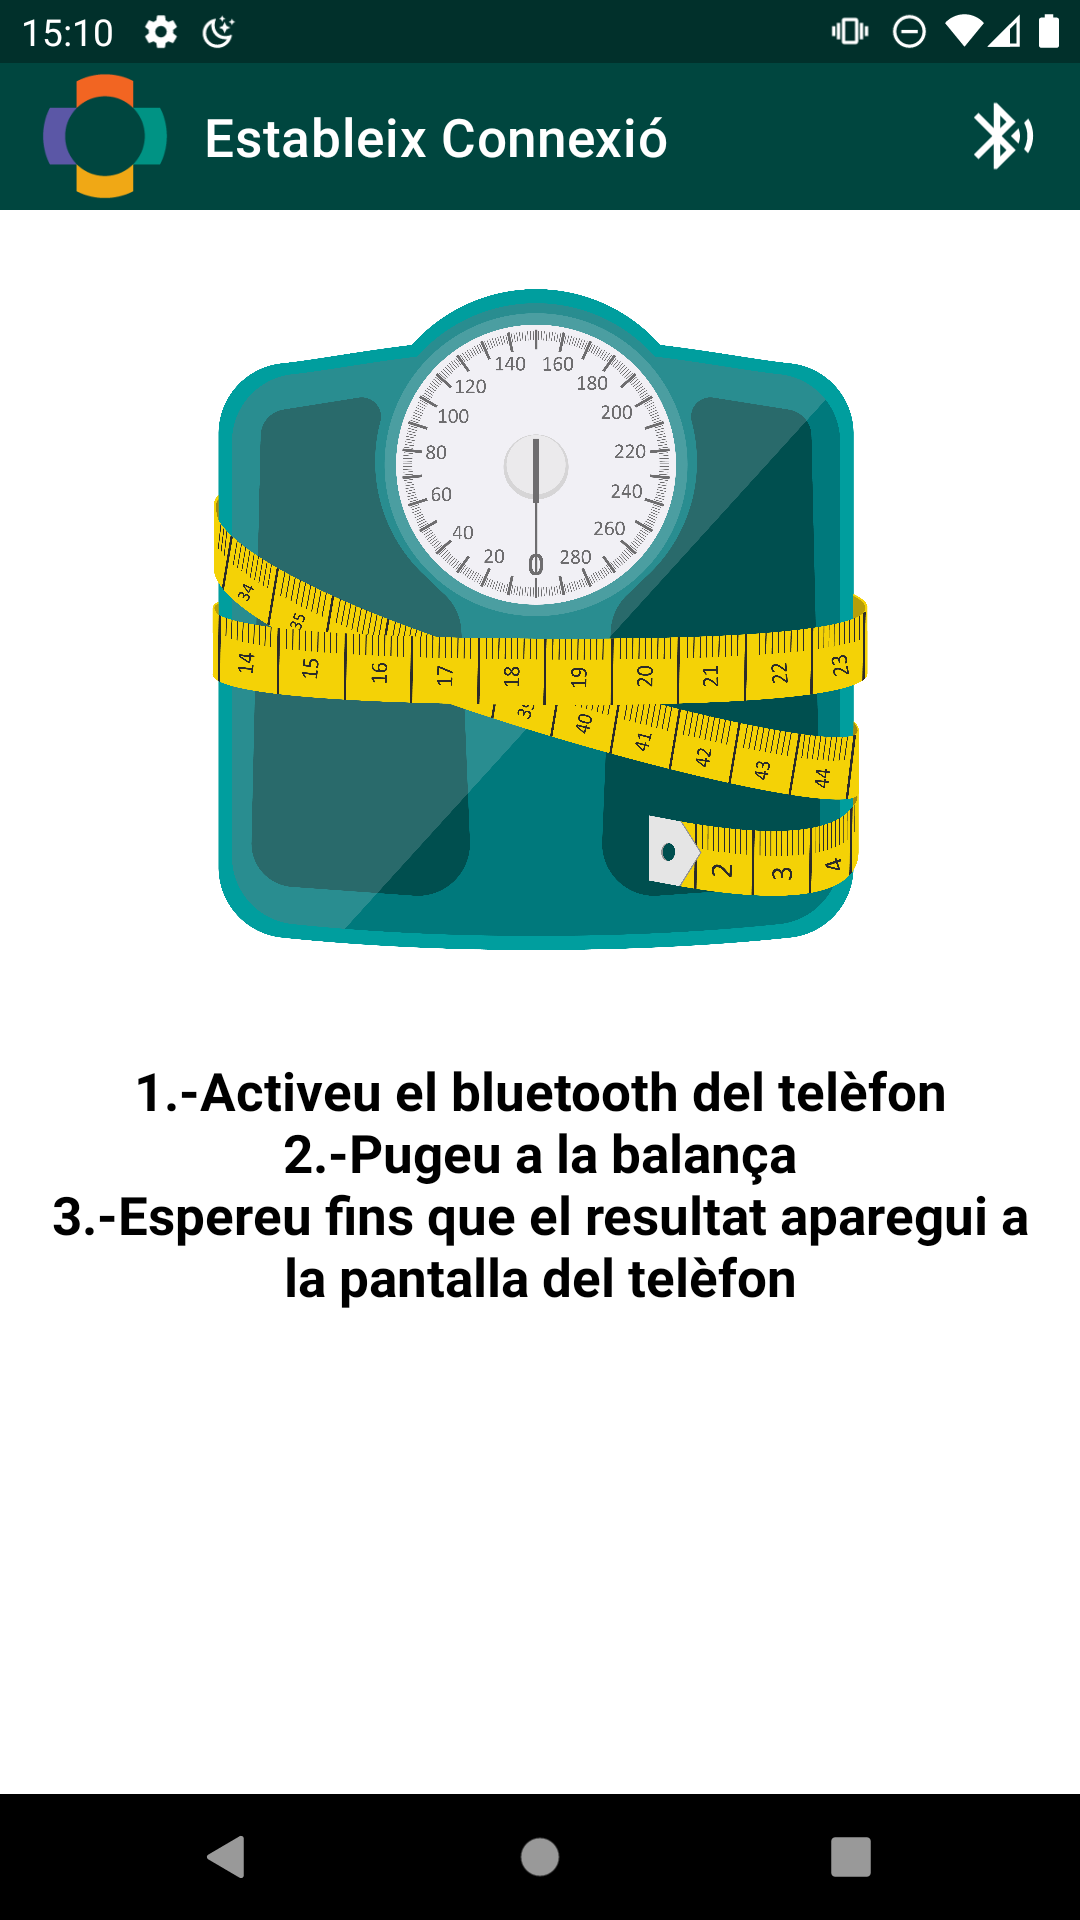 15:10
Estableix Connexió
140 160
120 180
100 200
80 220
60 240
40 260
20 0 280
34 35
14 15 16 17 18 19 20 21 22 23
39 40 41 42 43 44
2 3 4
1.-Activeu el bluetooth del telèfon
2.-Pugeu a la balança
3.-Espereu fins que el resultat aparegui a
la pantalla del telèfon